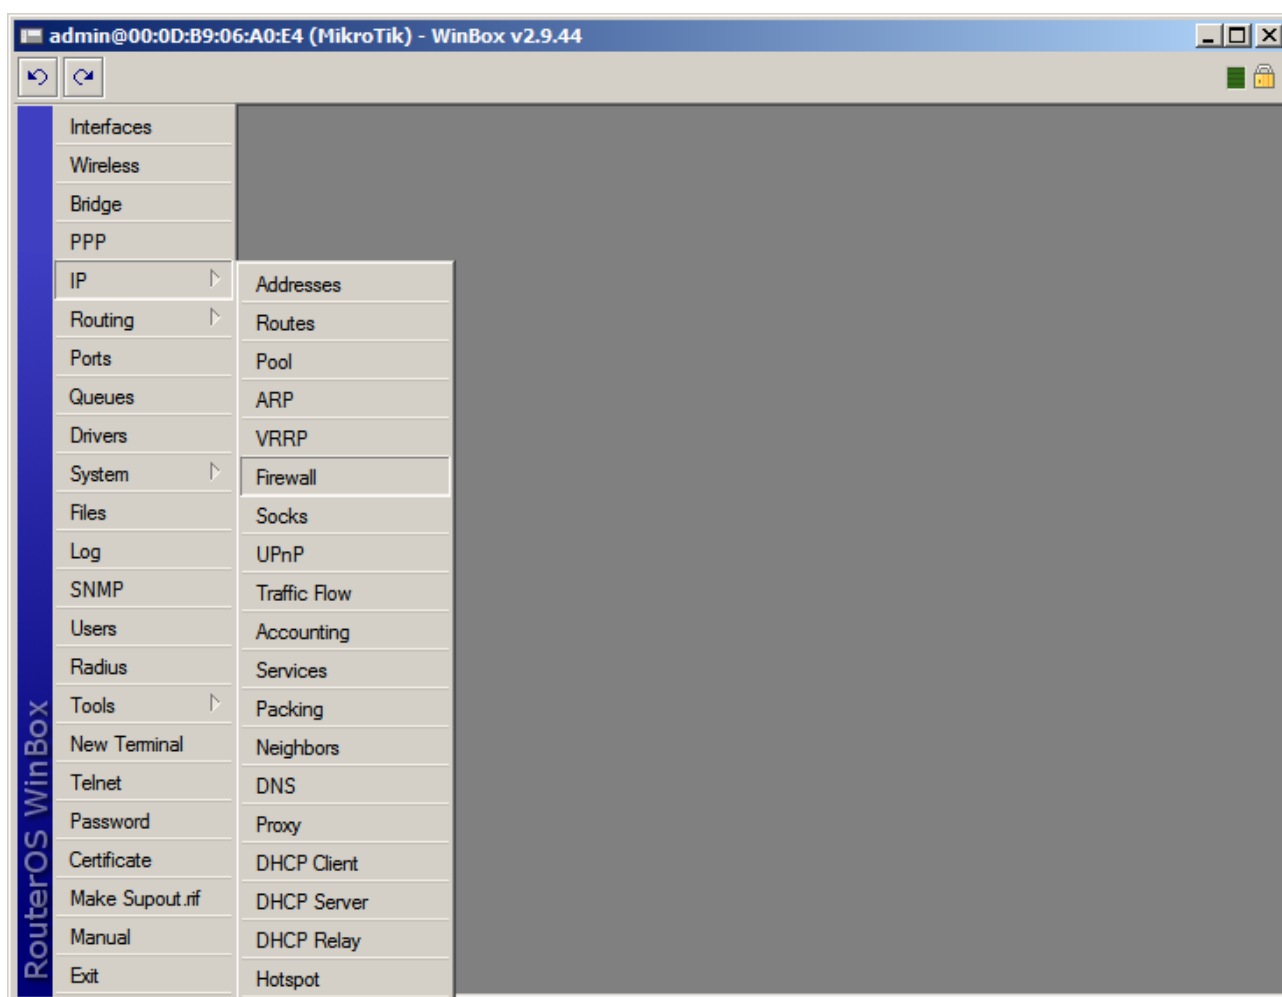 admin@00:0D:B9:06:A0:E4 (MikroTik) - WinBox v2.9.44
Interfaces
Wireless
Bridge
PPP
IP
Routing
Ports
Queues
Drivers
System
Files
Log
SNMP
Users
Radius
Tools
New Terminal
Telnet
Password
Certificate
Make Supout.rif
Manual
Exit
Addresses
Routes
Pool
ARP
VRRP
Firewall
Socks
UPnP
Traffic Flow
Accounting
Services
Packing
Neighbors
DNS
Proxy
DHCP Client
DHCP Server
DHCP Relay
Hotspot
RouterOS WinBox